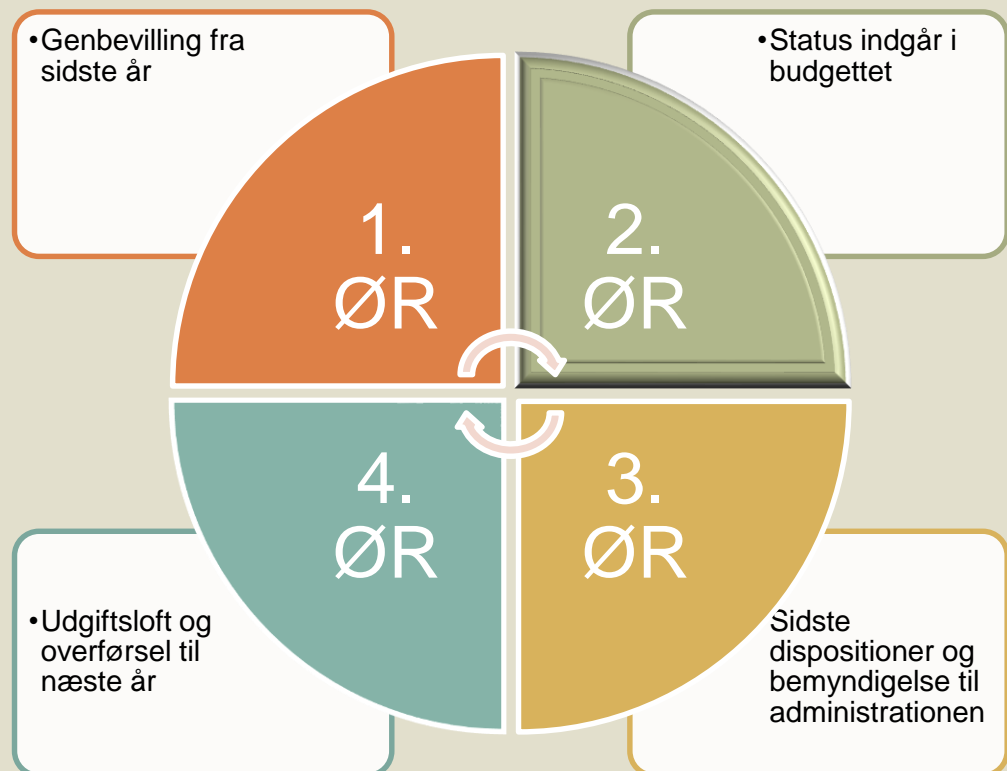 •Genbevilling fra
sidste år
•Status indgår i
budgettet
1.
ØR
2.
ØR
4.
ØR
3.
ØR
•Udgiftsloft og
overførsel til
næste år
Sidste
dispositioner og
bemyndigelse til
administrationen